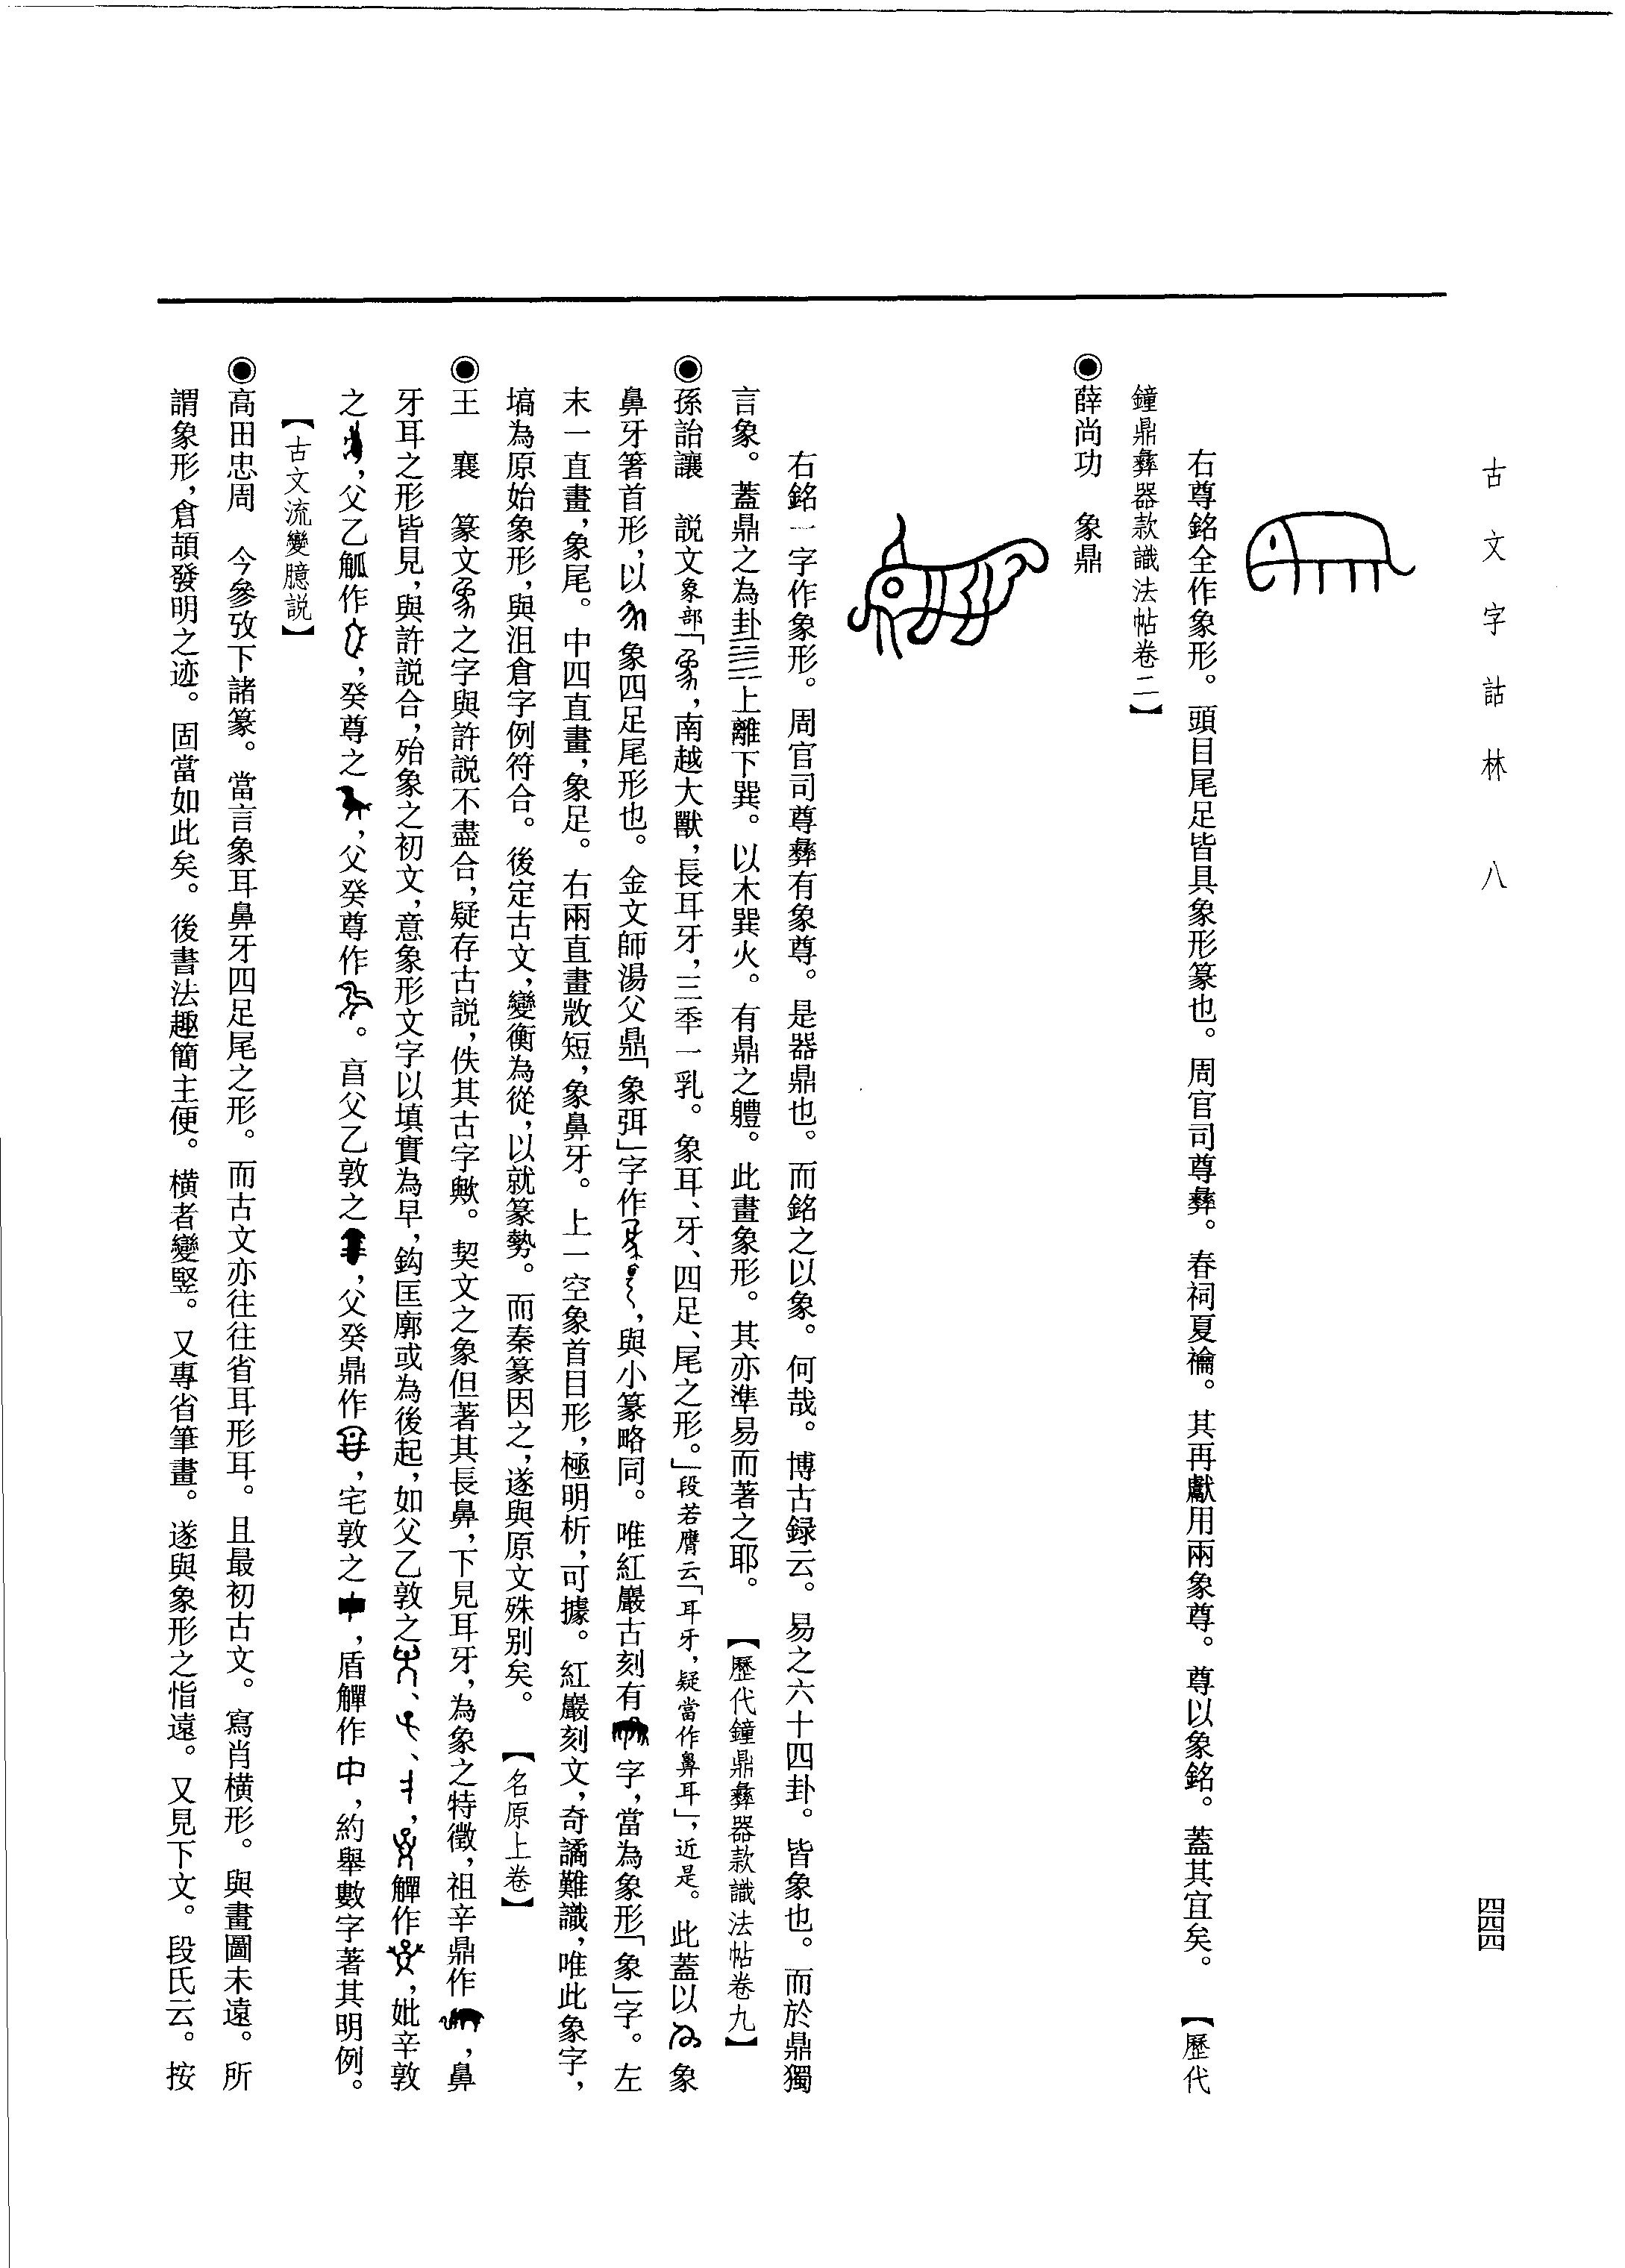 古文字詁林　八
四四四
右尊銘全作象形。頭目尾足皆具象形篆也。周官司尊彝。春祠夏禴。其再獻用兩象尊。尊以象銘。蓋其宜矣。　【歷代
鐘鼎彝器款識法帖卷二】
◉薛尚功　象鼎
右銘一字作象形。周官司尊彝有象尊。是器鼎也。而銘之以象。何哉。博古録云。易之六十四卦。皆象也。而於鼎獨
言象。蓋鼎之為卦上離下巽。以木巽火。有鼎之體。此畫象形。其亦準易而著之耶。　【歷代鐘鼎彝器款識法帖卷九】
◉孫詒讓　説文象部「，南越大獸，長耳牙，三秊一乳。象耳、牙、四足、尾之形。」段若膺云「耳牙，疑當作鼻耳」，近是。此蓋以象
鼻牙箸首形，以象四足尾形也。金文師湯父鼎「象弭」字作，與小篆略同。唯紅巖古刻有字，當為象形「象」字。左
末一直畫，象尾。中四直畫，象足。右兩直畫敚短，象鼻牙。上一空象首目形，極明析，可據。紅巖刻文，奇譎難識，唯此象字，
塙為原始象形，與沮倉字例符合。後定古文，變衡為從，以就篆勢。而秦篆因之，遂與原文殊别矣。　【名原上卷】
◉王　襄　篆文之字與許説不盡合，疑存古説，佚其古字歟。契文之象但著其長鼻，下見耳牙，為象之特徵，祖辛鼎作，鼻
牙耳之形皆見，與許説合，殆象之初文，意象形文字以填實為早，鈎匡廓或為後起，如父乙敦之、、，觶作，妣辛敦
之，父乙觚作，癸尊之，父癸尊作。亯父乙敦之，父癸鼎作，宅敦之，盾觶作，約舉數字著其明例。
【古文流變臆説】
◉高田忠周　今參攷下諸篆。當言象耳鼻牙四足尾之形。而古文亦往往省耳形耳。且最初古文。寫肖橫形。與畫圖未遠。所
謂象形，倉頡發明之迹。固當如此矣。後書法趣簡主便。橫者變竪。又專省筆畫。遂與象形之恉遠。又見下文。段氏云。按